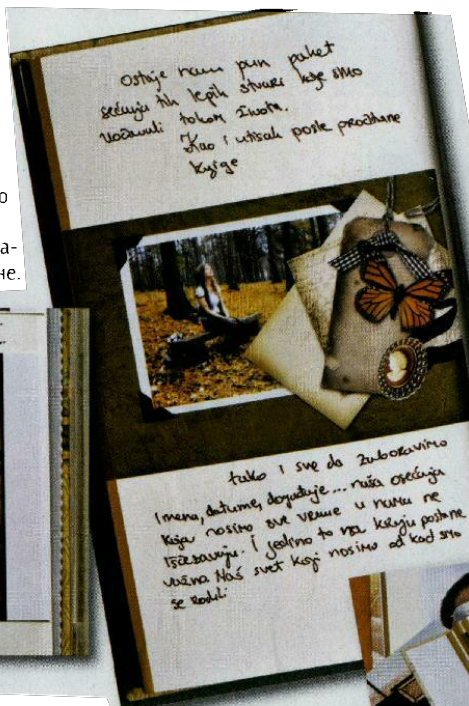 Ostaje nam pun paket
sećanja tih lepih stvari koje smo
uočavali tokom života.
Kao i utisak posle pročitane
knjige
tako i sve da zaboravimo
imena, datume, događaje... naša osećanja
koja nosimo sve vreme u nama ne
iščezavaju. i jedino to na kraju postane
važno. Naš svet koji nosimo od kad smo
se rodili
о
а-
не.